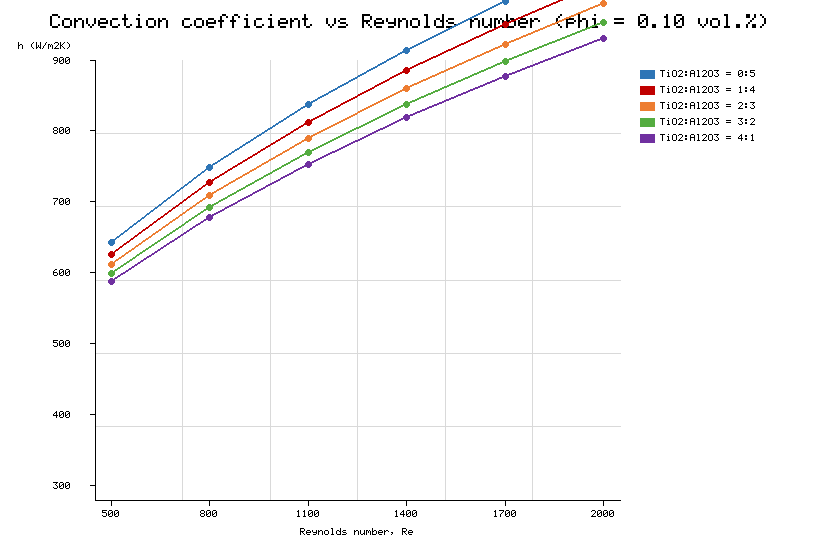 Convection coefficient vs Reynolds number (phi = 0.10 vol.%)
h (W/m2K)
900
800
700
600
500
400
300
500 800 1100 1400 1700 2000
Reynolds number, Re
TiO2:Al2O3 = 0:5
TiO2:Al2O3 = 1:4
TiO2:Al2O3 = 2:3
TiO2:Al2O3 = 3:2
TiO2:Al2O3 = 4:1